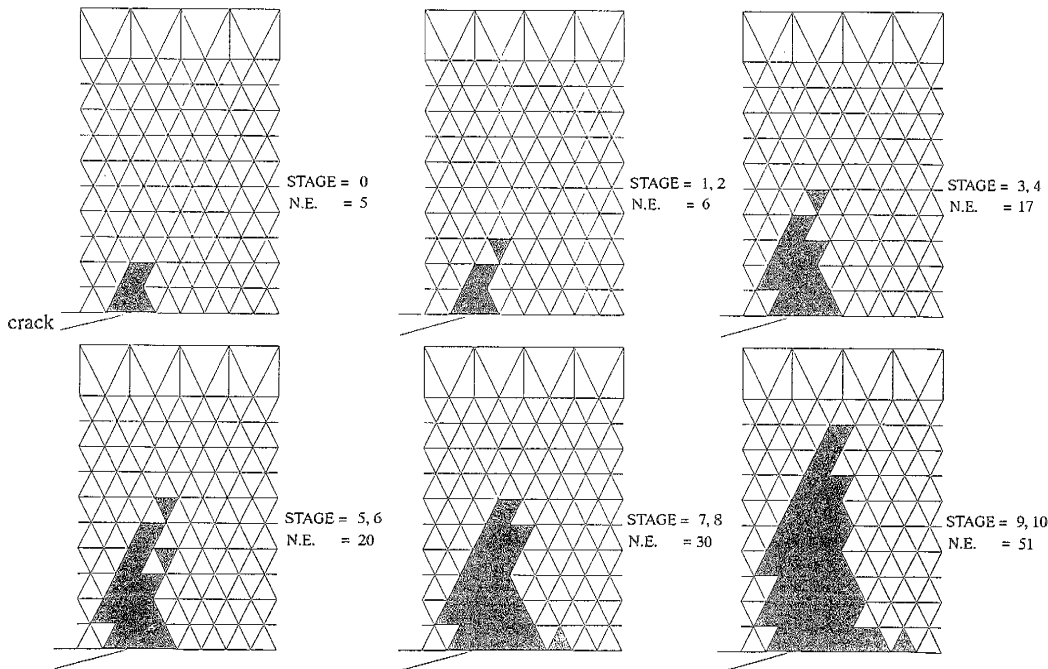 STAGE = 0
N.E. = 5
STAGE = 1, 2
N.E. = 6
STAGE = 3, 4
N.E. = 17
crack
STAGE = 5, 6
N.E. = 20
STAGE = 7, 8
N.E. = 30
STAGE = 9, 10
N.E. = 51